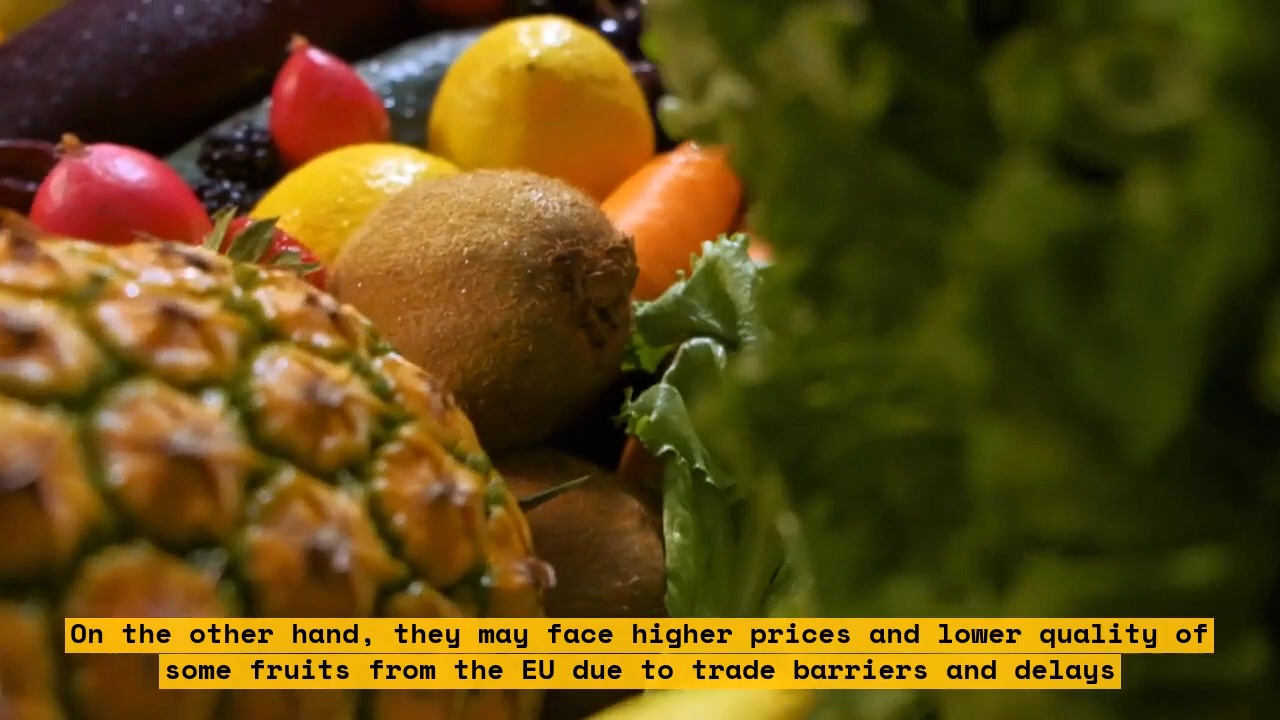 On the other hand, they may face higher prices and lower quality of
some fruits from the EU due to trade barriers and delays